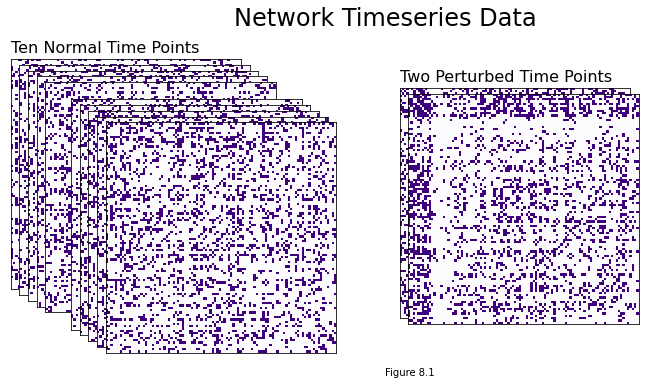 Network Timeseries Data
Ten Normal Time Points
Two Perturbed Time Points
Figure 8.1